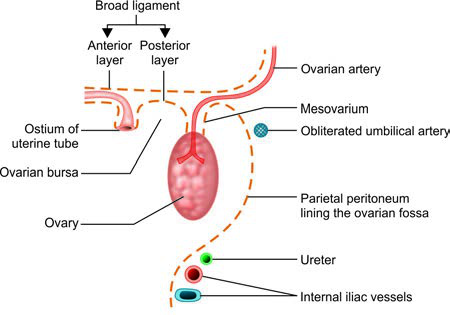 Broad ligament
Anterior
layer
Posterior
layer
Ovarian artery
Mesovarium
Ostium of
uterine tube
Obliterated umbilical artery
Ovarian bursa
Parietal peritoneum
lining the ovarian fossa
Ovary
Ureter
Internal iliac vessels